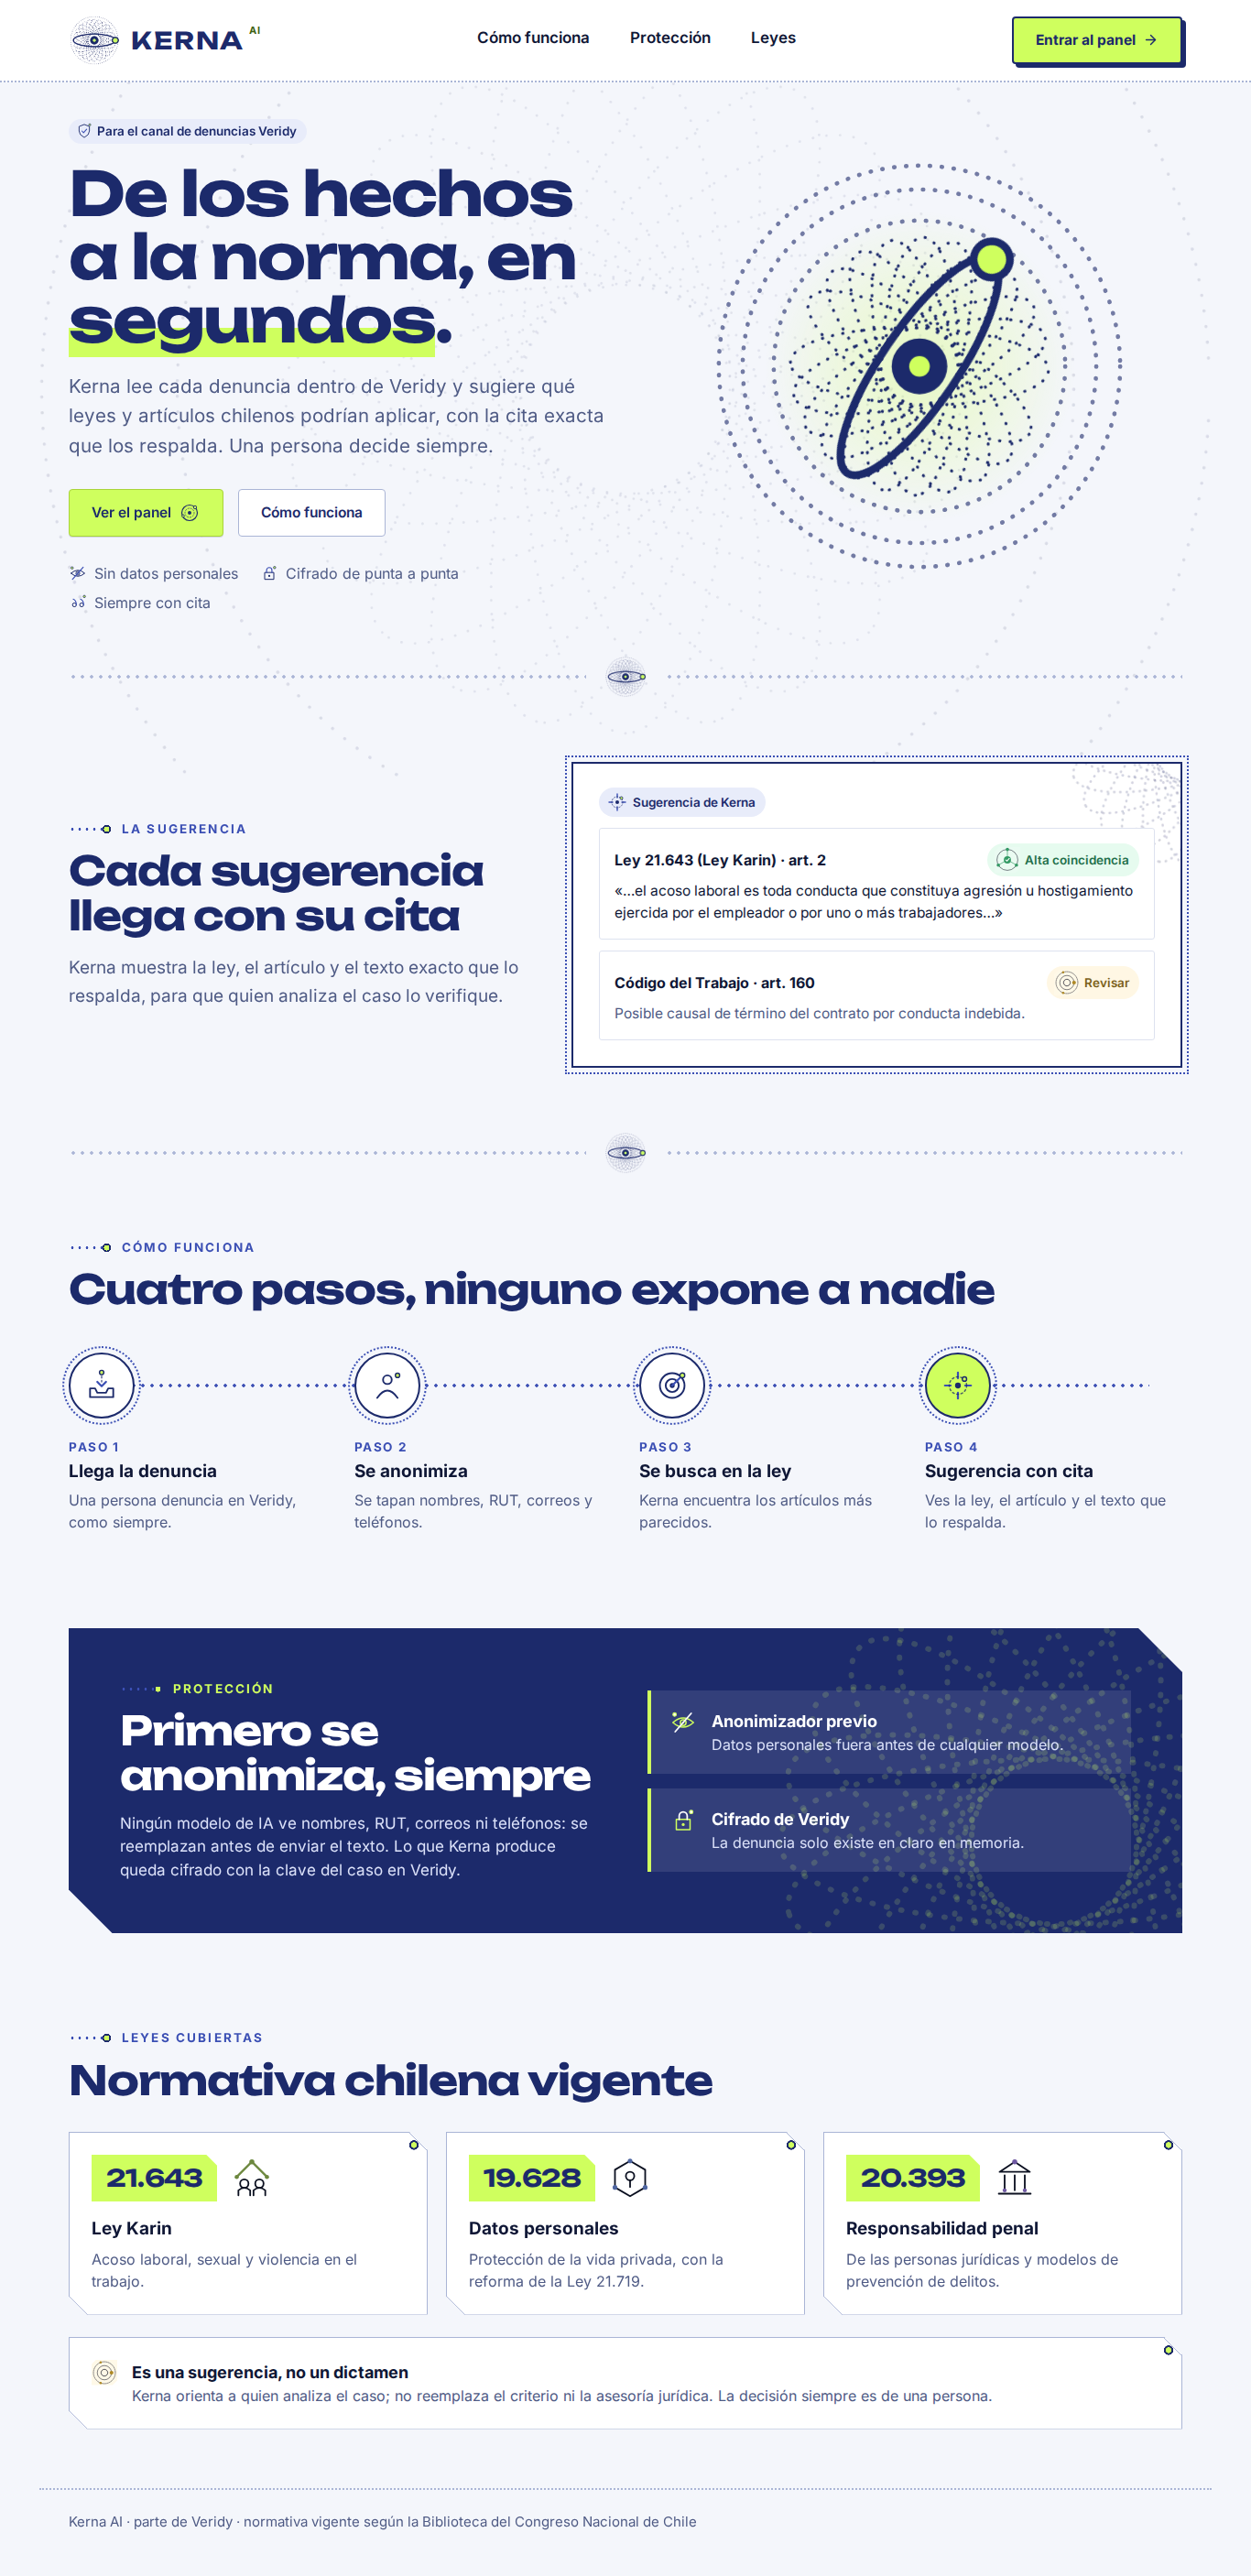 KERNA AI
Cómo funciona
Protección
Leyes
Entrar al panel
Para el canal de denuncias Veridy
De los hechos
a la norma, en
segundos.
Kerna lee cada denuncia dentro de Veridy y sugiere qué
leyes y artículos chilenos podrían aplicar, con la cita exacta
que los respalda. Una persona decide siempre.
Ver el panel
Cómo funciona
Sin datos personales
Cifrado de punta a punta
Siempre con cita
LA SUGERENCIA
Cada sugerencia
llega con su cita
Kerna muestra la ley, el artículo y el texto exacto que lo
respalda, para que quien analiza el caso lo verifique.
Sugerencia de Kerna
Ley 21.643 (Ley Karin) · art. 2
Alta coincidencia
«…el acoso laboral es toda conducta que constituya agresión u hostigamiento
ejercida por el empleador o por uno o más trabajadores…»
Código del Trabajo · art. 160
Revisar
Posible causal de término del contrato por conducta indebida.
CÓMO FUNCIONA
Cuatro pasos, ninguno expone a nadie
PASO 1
Llega la denuncia
Una persona denuncia en Veridy,
como siempre.
PASO 2
Se anonimiza
Se tapan nombres, RUT, correos y
teléfonos.
PASO 3
Se busca en la ley
Kerna encuentra los artículos más
parecidos.
PASO 4
Sugerencia con cita
Ves la ley, el artículo y el texto que
lo respalda.
PROTECCIÓN
Primero se
anonimiza, siempre
Ningún modelo de IA ve nombres, RUT, correos ni teléfonos: se
reemplazan antes de enviar el texto. Lo que Kerna produce
queda cifrado con la clave del caso en Veridy.
Anonimizador previo
Datos personales fuera antes de cualquier modelo.
Cifrado de Veridy
La denuncia solo existe en claro en memoria.
LEYES CUBIERTAS
Normativa chilena vigente
21.643
Ley Karin
Acoso laboral, sexual y violencia en el
trabajo.
19.628
Datos personales
Protección de la vida privada, con la
reforma de la Ley 21.719.
20.393
Responsabilidad penal
De las personas jurídicas y modelos de
prevención de delitos.
Es una sugerencia, no un dictamen
Kerna orienta a quien analiza el caso; no reemplaza el criterio ni la asesoría jurídica. La decisión siempre es de una persona.
Kerna AI · parte de Veridy · normativa vigente según la Biblioteca del Congreso Nacional de Chile